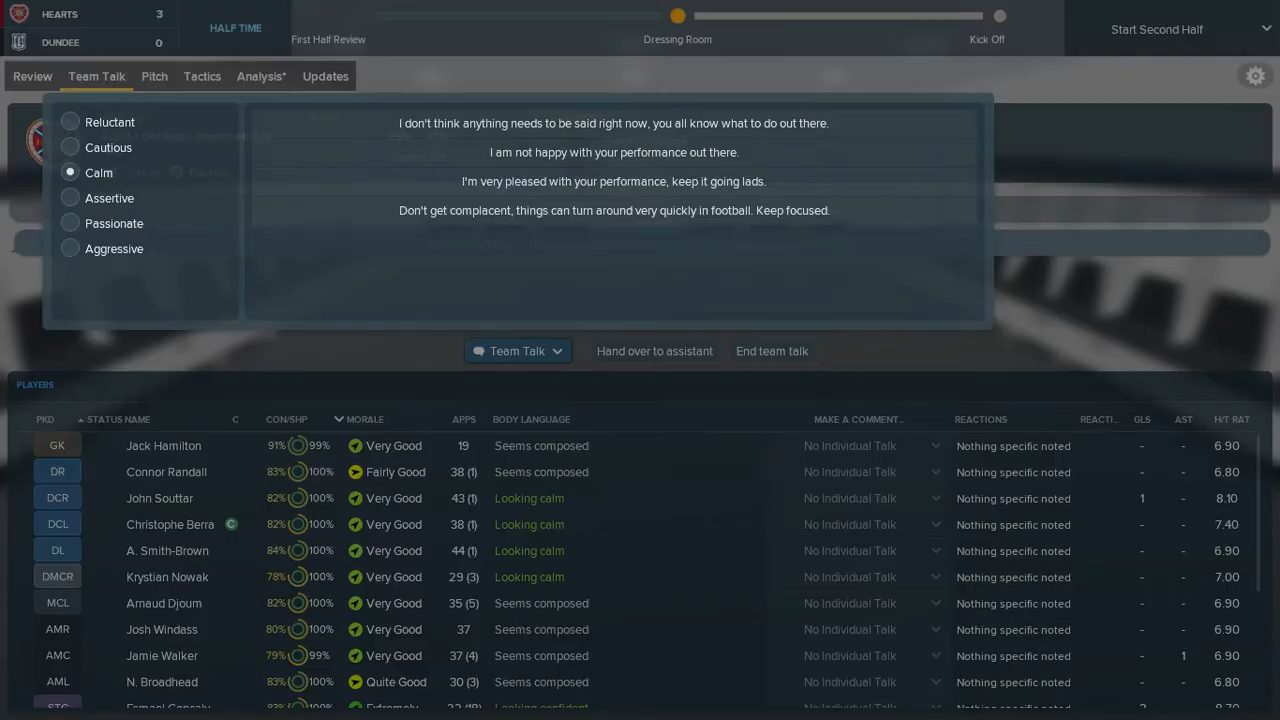 HEARTS 3
DUNDEE 0
HALF TIME
First Half Review
Dressing Room
Kick Off
Start Second Half
Review Team Talk Pitch Tactics Analysis* Updates
Reluctant
Cautious
Calm
Assertive
Passionate
Aggressive
I don't think anything needs to be said right now, you all know what to do out there.
I am not happy with your performance out there.
I'm very pleased with your performance, keep it going lads.
Don't get complacent, things can turn around very quickly in football. Keep focused.
Team Talk Hand over to assistant End team talk
PLAYERS
PKD STATUS NAME C CON/SHP MORALE APPS BODY LANGUAGE MAKE A COMMENT... REACTIONS REACTI... GLS AST H/T RAT
GK Jack Hamilton 91% 99% Very Good 19 Seems composed No Individual Talk Nothing specific noted - - 6.90
DR Connor Randall 83% 100% Fairly Good 38 (1) Seems composed No Individual Talk Nothing specific noted - - 6.80
DCR John Souttar 82% 100% Very Good 43 (1) Looking calm No Individual Talk Nothing specific noted 1 - 8.10
DCL Christophe Berra C 82% 100% Very Good 38 (1) Looking calm No Individual Talk Nothing specific noted - - 7.40
DL A. Smith-Brown 84% 100% Very Good 44 (1) Looking calm No Individual Talk Nothing specific noted - - 6.90
DMCR Krystian Nowak 78% 100% Very Good 29 (3) Looking calm No Individual Talk Nothing specific noted - - 7.00
MCL Arnaud Djoum 82% 100% Very Good 35 (5) Seems composed No Individual Talk Nothing specific noted - - 6.90
AMR Josh Windass 80% 100% Very Good 37 Seems composed No Individual Talk Nothing specific noted - - 6.90
AMC Jamie Walker 79% 99% Very Good 37 (4) Seems composed No Individual Talk Nothing specific noted - 1 6.90
AML N. Broadhead 83% 100% Quite Good 30 (3) Seems composed No Individual Talk Nothing specific noted - - 6.80